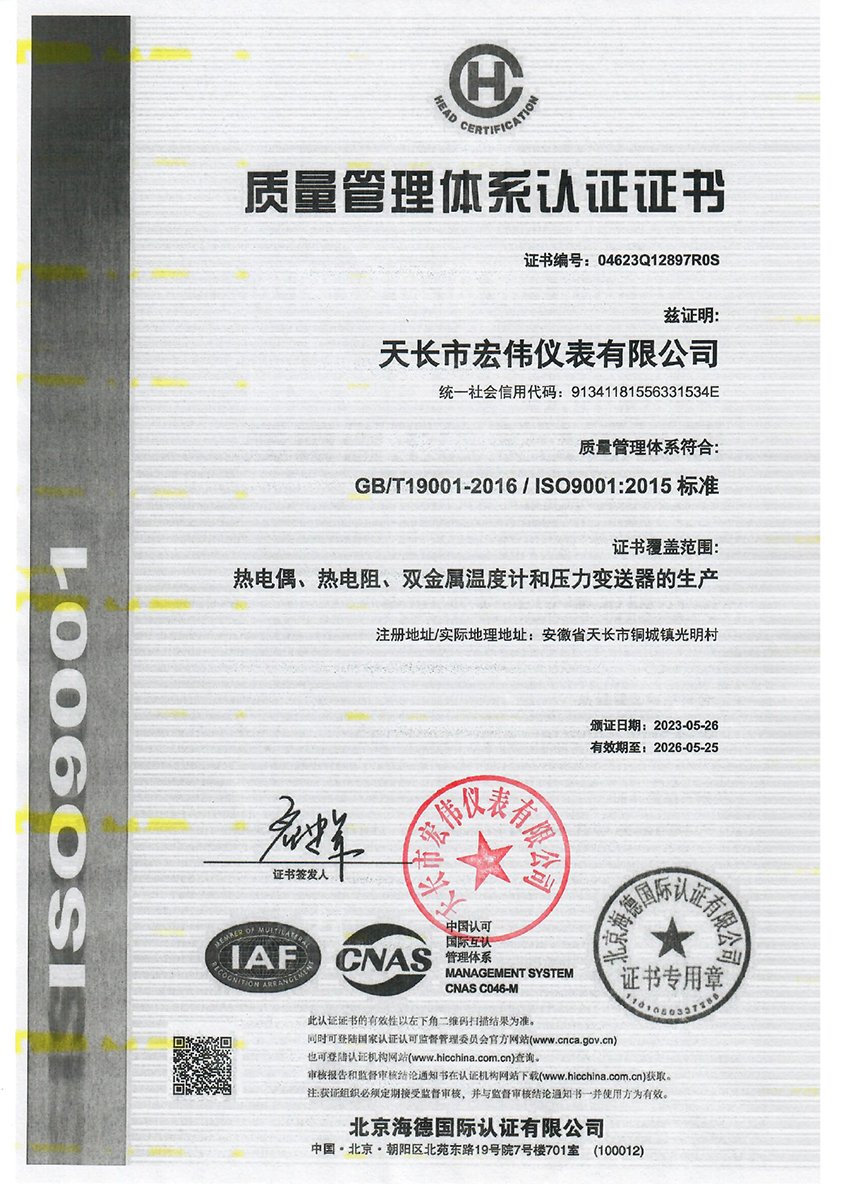 HEAD CERTIFICATION
质量管理体系认证证书
证书编号：04623Q12897R0S
兹证明:
天长市宏伟仪表有限公司
统一社会信用代码：91341181556331534E
质量管理体系符合:
GB/T19001-2016 / ISO9001:2015 标准
证书覆盖范围:
热电偶、热电阻、双金属温度计和压力变送器的生产
注册地址/实际地理地址：安徽省天长市铜城镇光明村
颁证日期：2023-05-26
有效期至：2026-05-25
ISO9001
证书签发人
天长市宏伟仪表有限公司
MEMBER OF MULTILATERAL
IAF
RECOGNITION ARRANGEMENT
CNAS
中国认可
国际互认
管理体系
MANAGEMENT SYSTEM
CNAS C046-M
北京海德国际认证有限公司
证书专用章
此认证证书的有效性以左下角二维码扫描结果为准。
同时可登陆国家认证认可监督管理委员会官方网站(www.cnca.gov.cn)
也可登陆认证机构网站(www.hicchina.com.cn)查询。
审核报告和监督审核结论通知书在认证机构网站下载(www.hicchina.com.cn)获取。
注:获证组织必须定期接受监督审核，并与监督审核结论通知书一并使用方为有效。
北京海德国际认证有限公司
中国·北京·朝阳区北苑东路19号院7号楼701室 (100012)